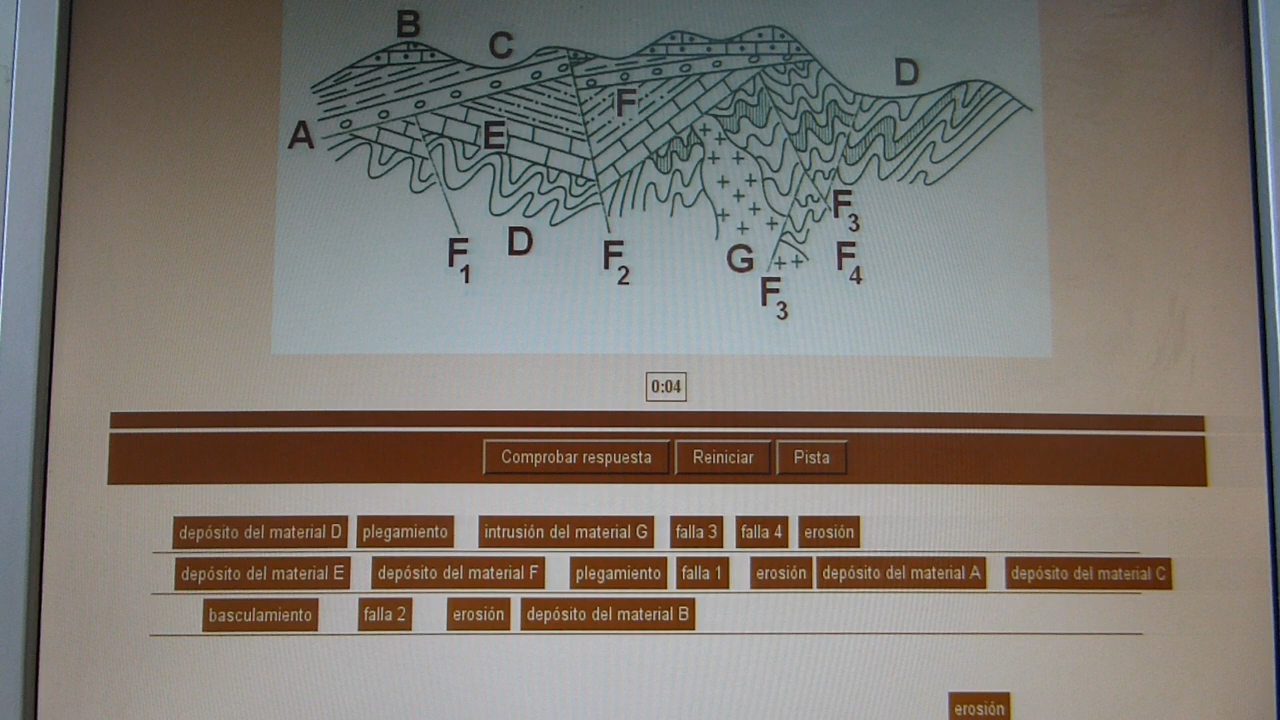 B
C
D
A
E
F
F1
D
F2
G
F3
F3
F4
0:04
Comprobar respuesta Reiniciar Pista
depósito del material D plegamiento intrusión del material G falla 3 falla 4 erosión
depósito del material E depósito del material F plegamiento falla 1 erosión depósito del material A depósito del material C
basculamiento falla 2 erosión depósito del material B
erosión